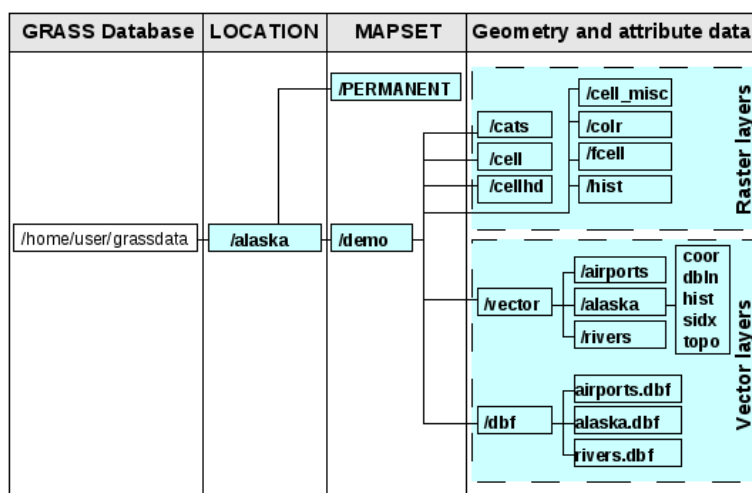 GRASS Database LOCATION MAPSET Geometry and attribute data
/PERMANENT
/cell_misc
/cats
/colr
/cell
/fcell
/cellhd
/hist
Raster layers
/home/user/grassdata
/alaska
/demo
/vector
/airports
/alaska
/rivers
coor
dbln
hist
sidx
topo
/dbf
airports.dbf
alaska.dbf
rivers.dbf
Vector layers